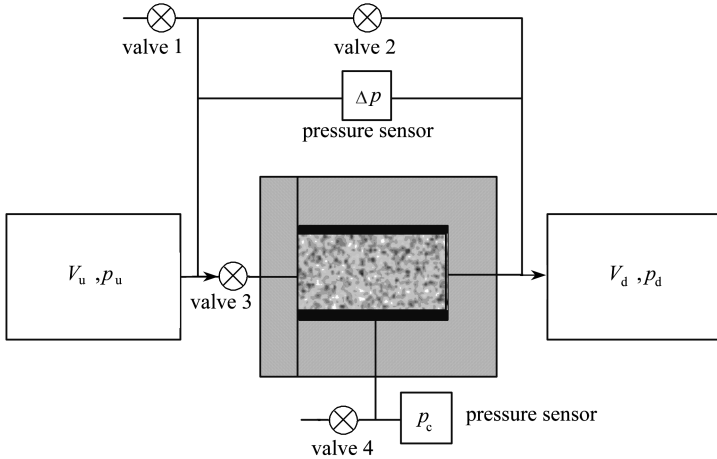 valve 1
valve 2
Δp
pressure sensor
V_u ,p_u
valve 3
V_d ,p_d
p_c
pressure sensor
valve 4